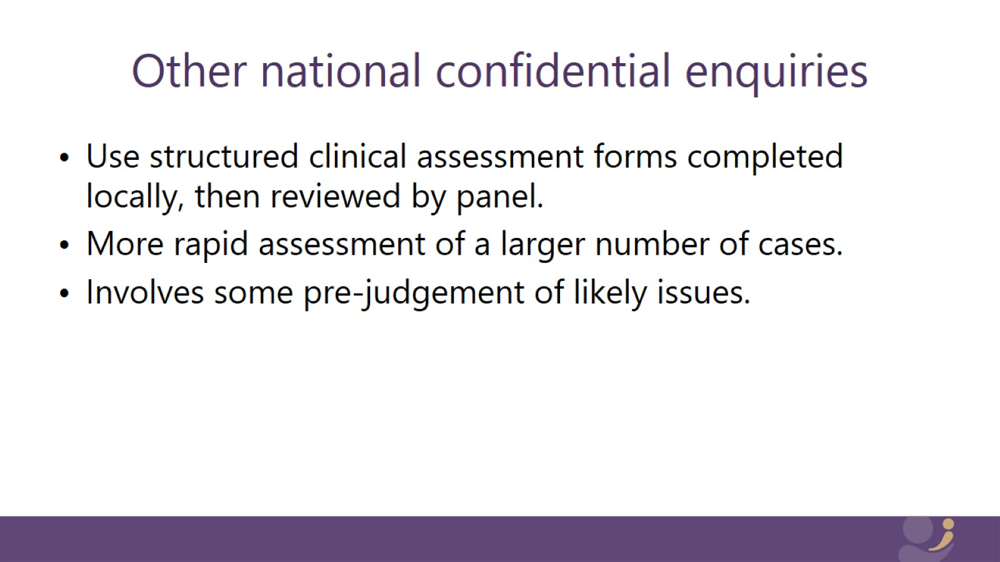 Other national confidential enquiries
• Use structured clinical assessment forms completed
locally, then reviewed by panel.
• More rapid assessment of a larger number of cases.
• Involves some pre-judgement of likely issues.